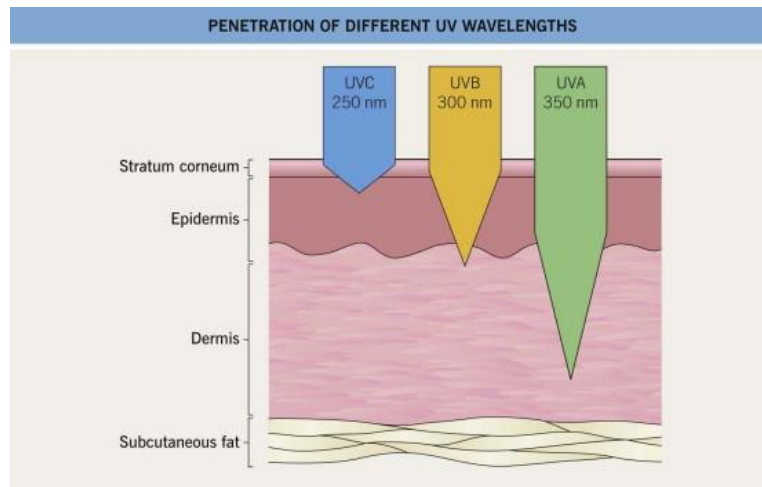 PENETRATION OF DIFFERENT UV WAVELENGTHS
UVC
250 nm
UVB
300 nm
UVA
350 nm
Stratum corneum
Epidermis
Dermis
Subcutaneous fat